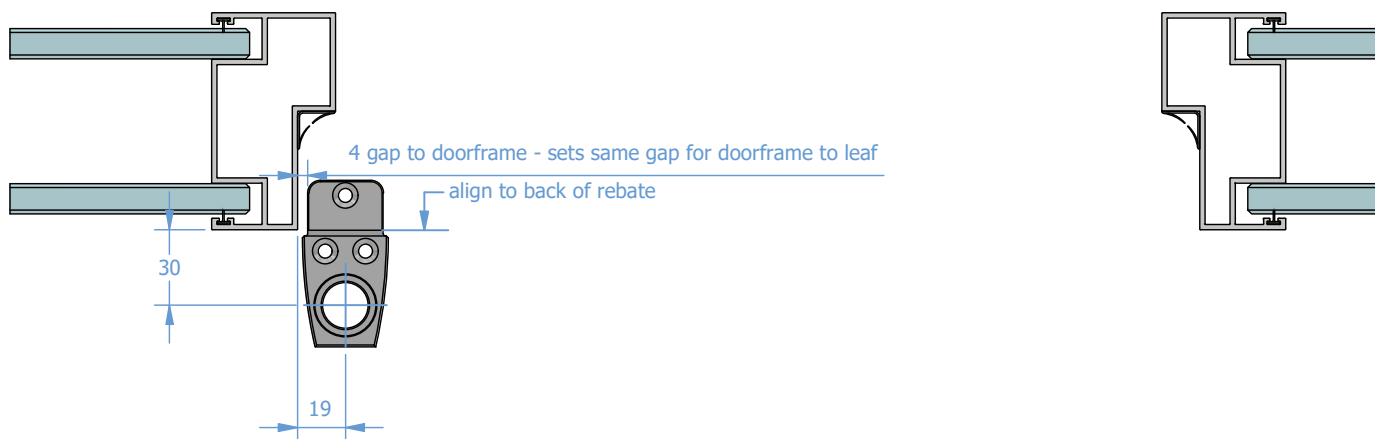 4 gap to doorframe - sets same gap for doorframe to leaf
align to back of rebate
30
19